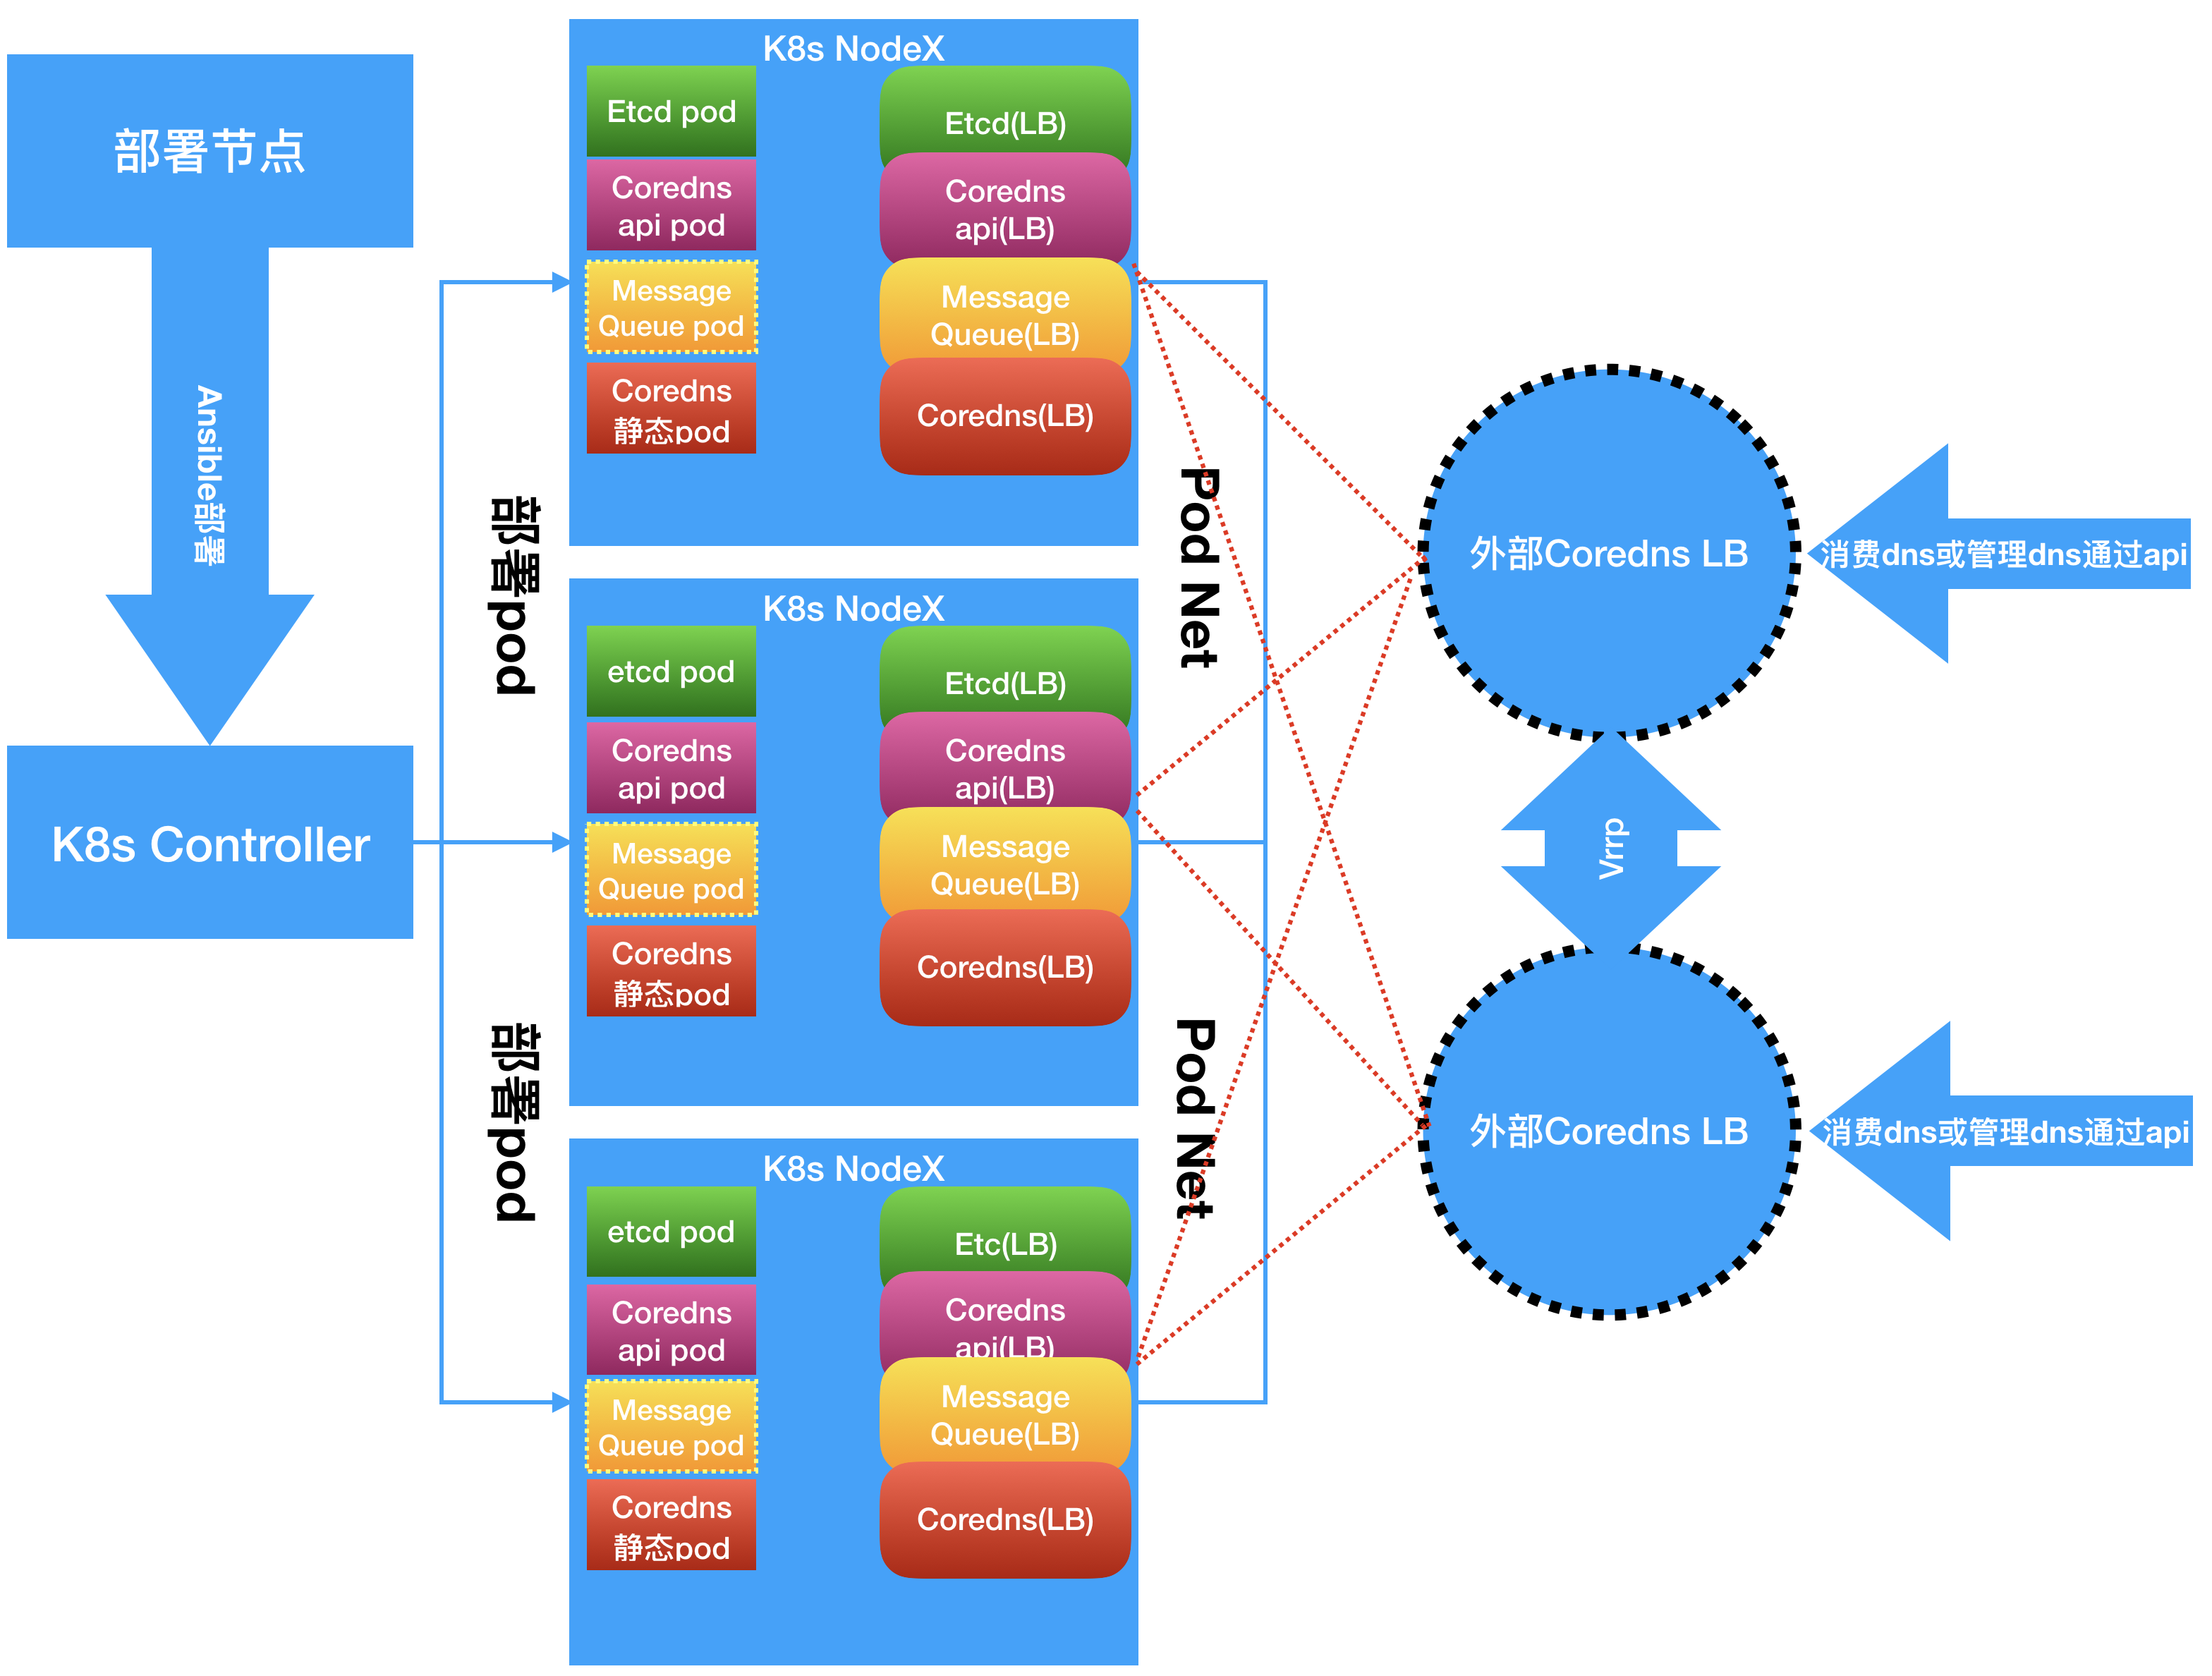 部署节点
Ansible部署
K8s Controller
部署pod
部署pod
K8s NodeX
Etcd pod
Coredns
api pod
Message
Queue pod
Coredns
静态pod
Etcd(LB)
Coredns
api(LB)
Message
Queue(LB)
Coredns(LB)
K8s NodeX
etcd pod
Coredns
api pod
Message
Queue pod
Coredns
静态pod
Etcd(LB)
Coredns
api(LB)
Message
Queue(LB)
Coredns(LB)
K8s NodeX
etcd pod
Coredns
api pod
Message
Queue pod
Coredns
静态pod
Etc(LB)
Coredns
api(LB)
Message
Queue(LB)
Coredns(LB)
Pod Net
Pod Net
外部Coredns LB
消费dns或管理dns通过api
Vrrp
外部Coredns LB
消费dns或管理dns通过api